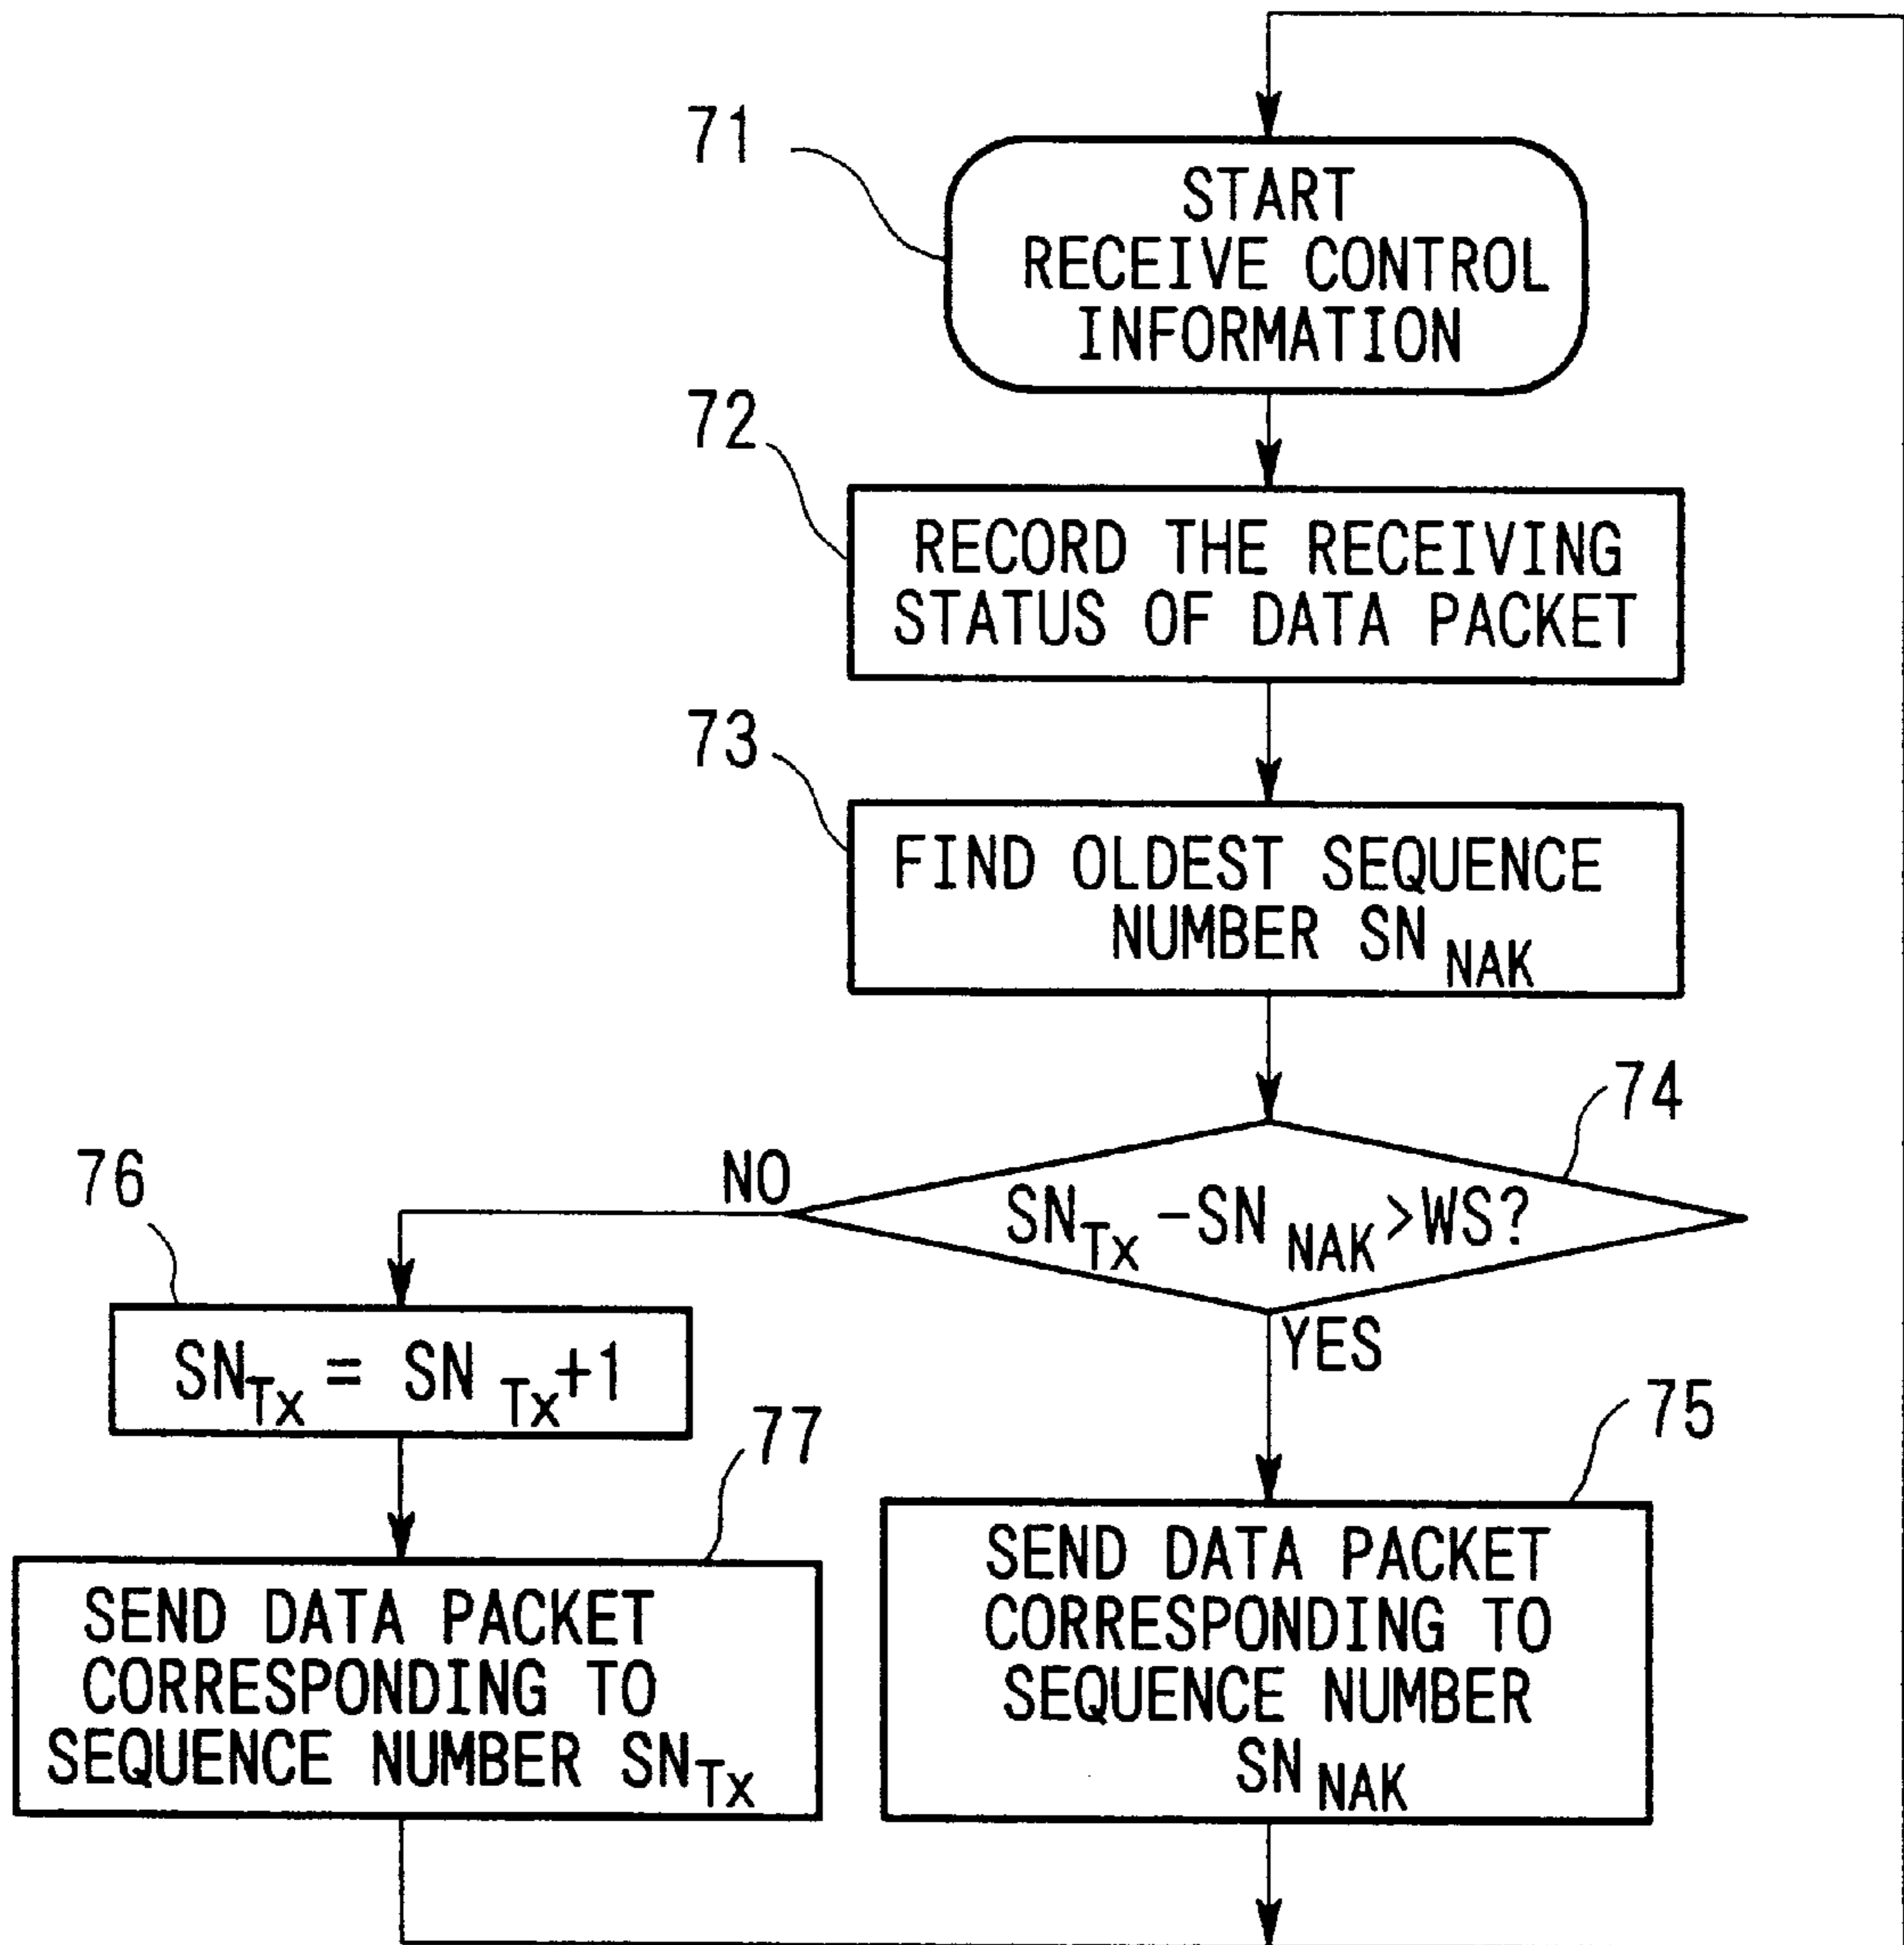 71
START
RECEIVE CONTROL
INFORMATION
72
RECORD THE RECEIVING
STATUS OF DATA PACKET
73
FIND OLDEST SEQUENCE
NUMBER SN NAK
74
SN Tx - SN NAK > WS?
NO
YES
76
SN Tx = SN Tx +1
77
SEND DATA PACKET
CORRESPONDING TO
SEQUENCE NUMBER SN Tx
75
SEND DATA PACKET
CORRESPONDING TO
SEQUENCE NUMBER
SN NAK